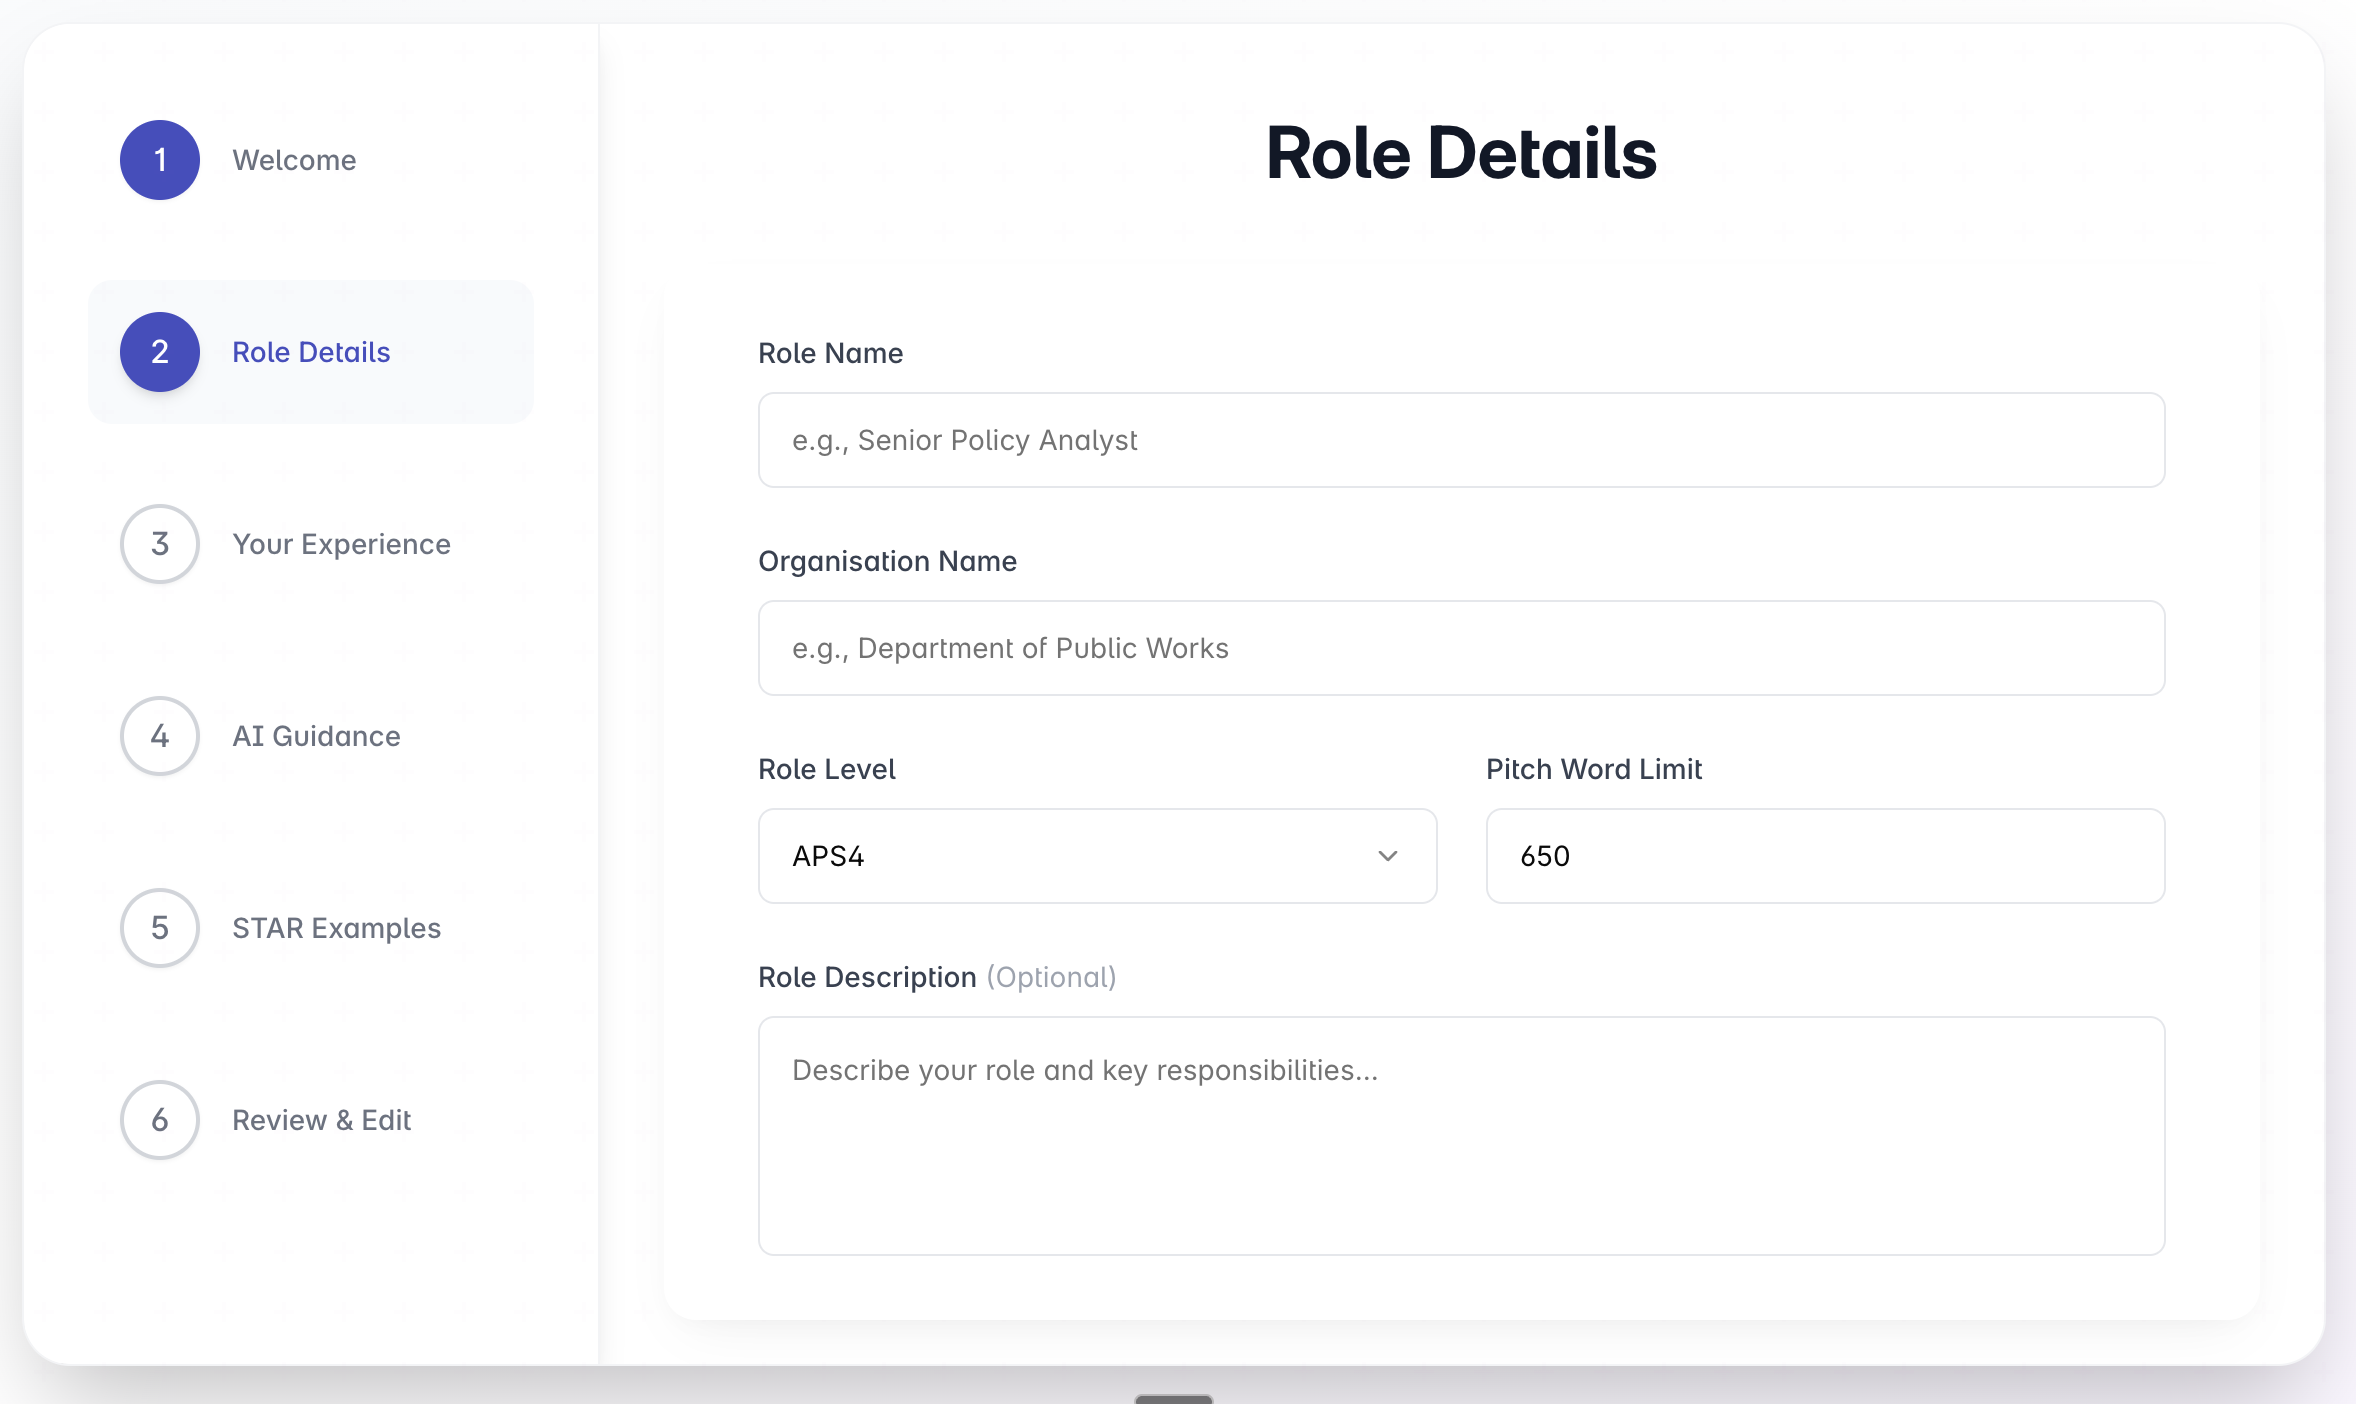 1 Welcome
2 Role Details
3 Your Experience
4 AI Guidance
5 STAR Examples
6 Review & Edit
Role Details
Role Name
e.g., Senior Policy Analyst
Organisation Name
e.g., Department of Public Works
Role Level
APS4
Pitch Word Limit
650
Role Description (Optional)
Describe your role and key responsibilities...